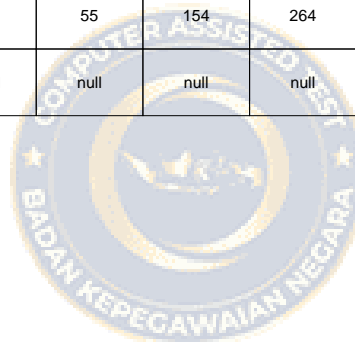 55 154 264
null null null
COMPUTER ASSISTED TEST
BADAN KEPEGAWAIAN NEGARA